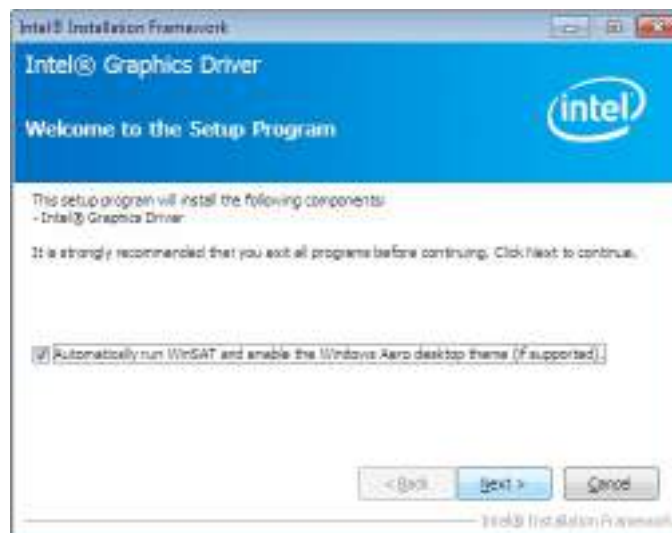 Intel® Installation Framework
Intel® Graphics Driver
intel
Welcome to the Setup Program
This setup program will install the following components:
- Intel® Graphics Driver
It is strongly recommended that you exit all programs before continuing. Click Next to continue.
Automatically run WinSAT and enable the Windows Aero desktop theme (if supported).
< Back
Next >
Cancel
Intel® Installation Framework